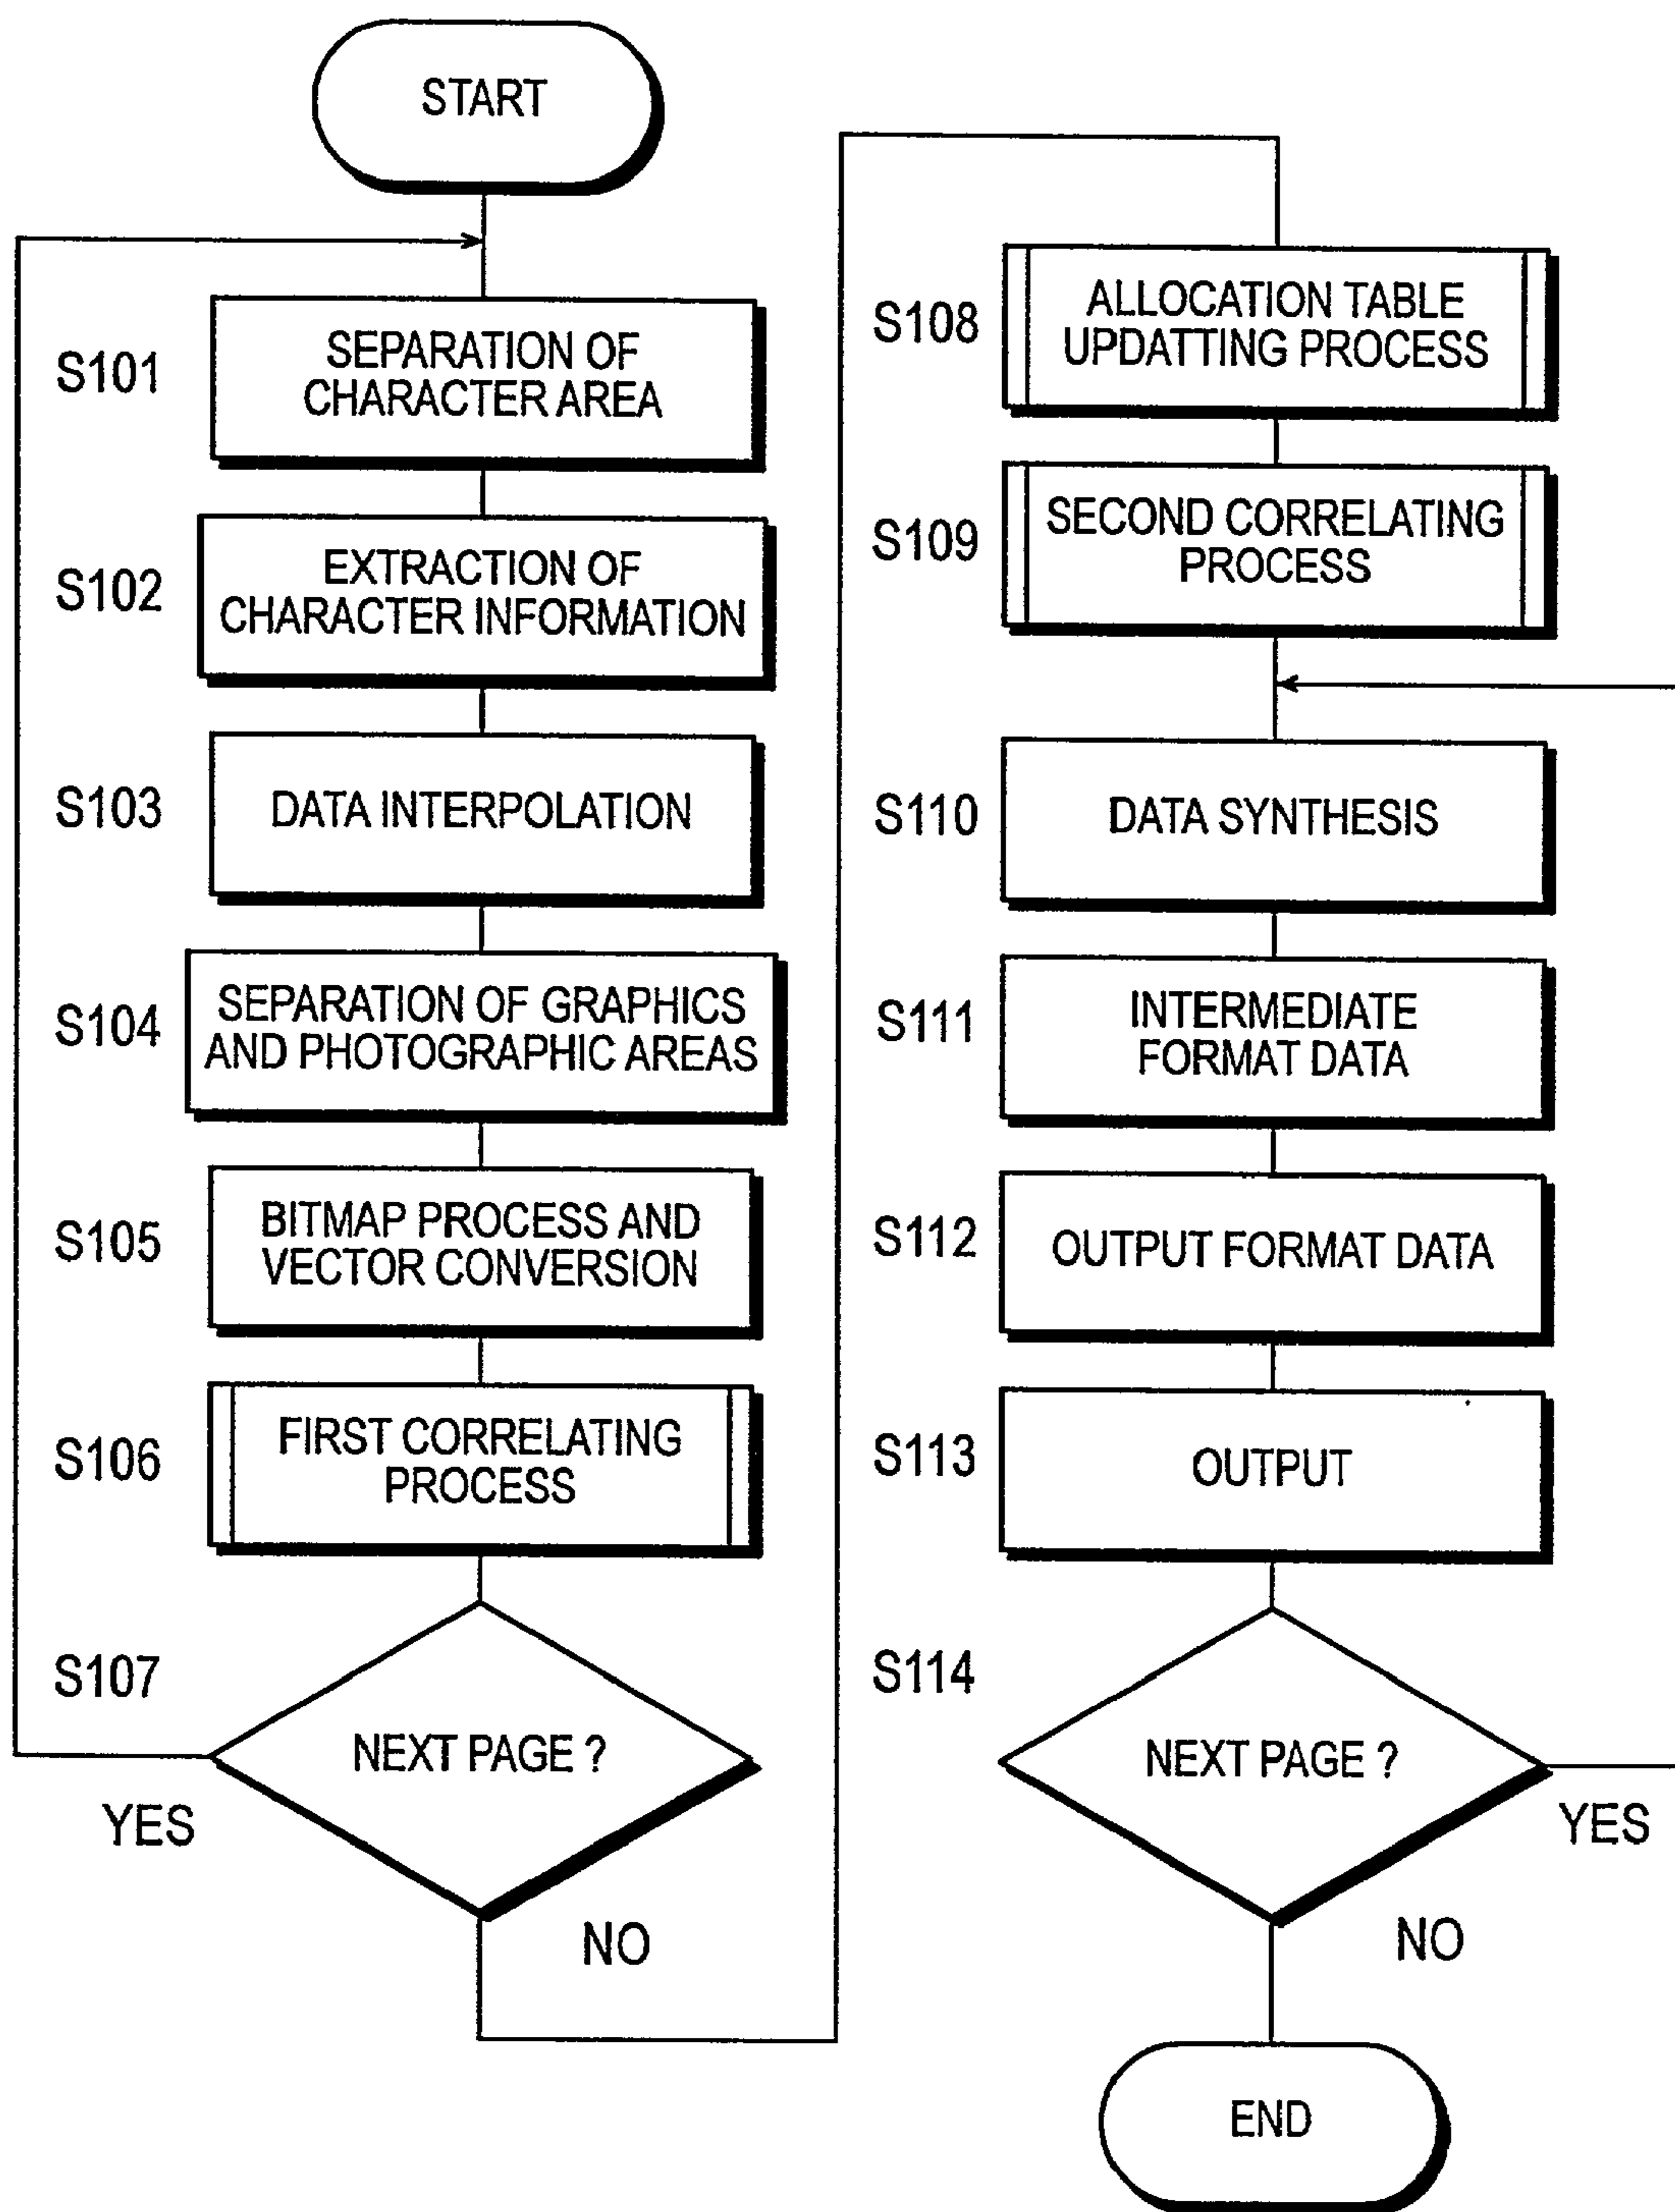 START
S101
SEPARATION OF
CHARACTER AREA
S102
EXTRACTION OF
CHARACTER INFORMATION
S103
DATA INTERPOLATION
S104
SEPARATION OF GRAPHICS
AND PHOTOGRAPHIC AREAS
S105
BITMAP PROCESS AND
VECTOR CONVERSION
S106
FIRST CORRELATING
PROCESS
S107
NEXT PAGE ?
YES
NO
S108
ALLOCATION TABLE
UPDATTING PROCESS
S109
SECOND CORRELATING
PROCESS
S110
DATA SYNTHESIS
S111
INTERMEDIATE
FORMAT DATA
S112
OUTPUT FORMAT DATA
S113
OUTPUT
S114
NEXT PAGE ?
YES
NO
END